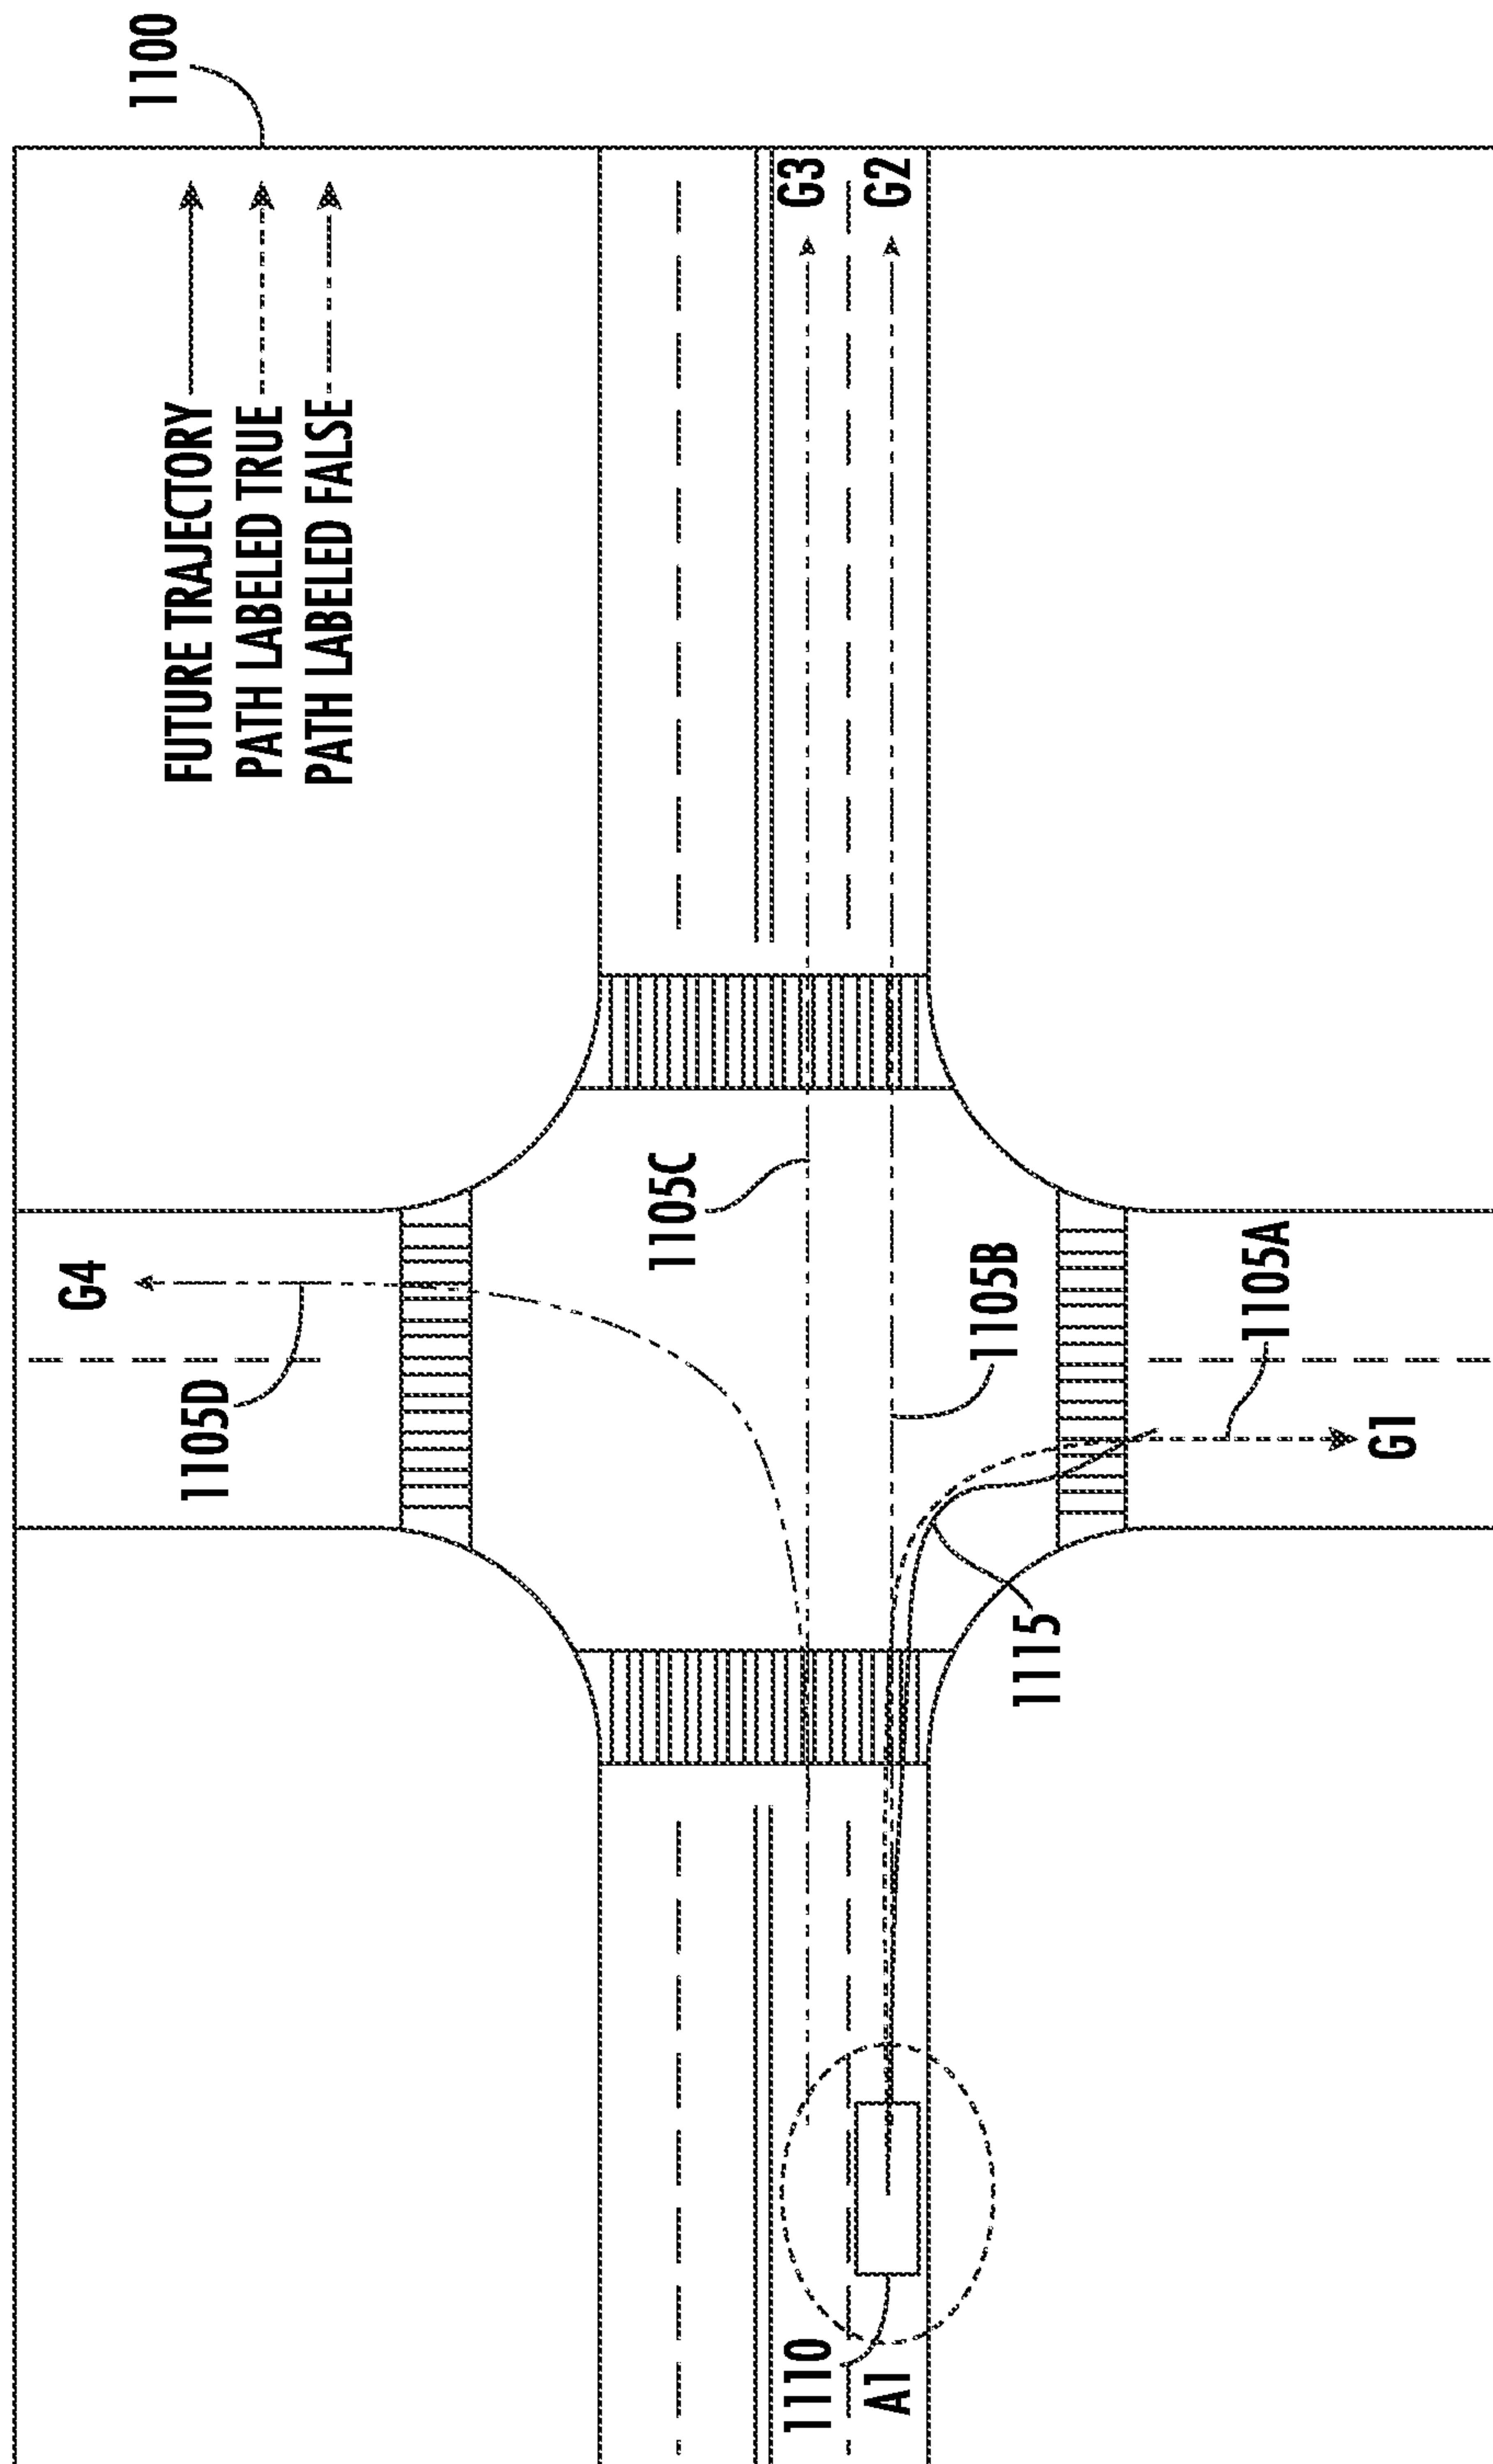 1100
FUTURE TRAJECTORY
PATH LABELED TRUE
PATH LABELED FALSE
G4
1105D
1105C
G3
G2
1105B
1105A
G1
1115
1110
A1